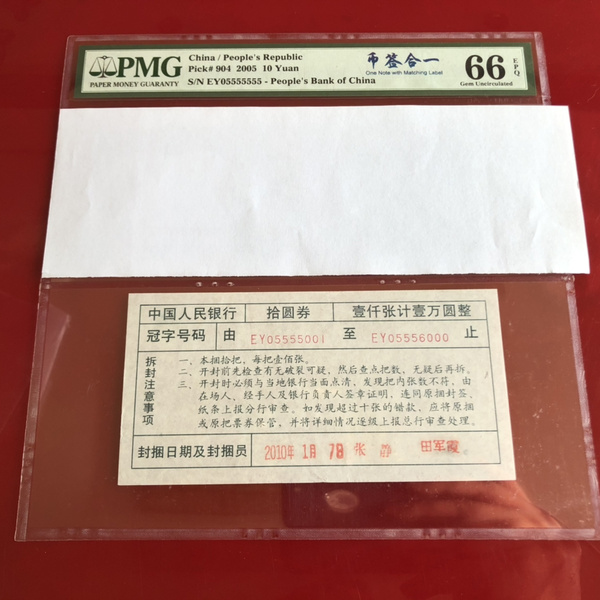 PMG
PAPER MONEY GUARANTY
China / People's Republic
Pick# 904 2005 10 Yuan
S/N EY05555555 - People's Bank of China
币签合一
One Note with Matching Label
66 EPQ
Gem Uncirculated
中国人民银行 拾圆券 壹仟张计壹万圆整
冠字号码 由 EY05555001 至 EY05556000 止
拆封注意事项
一、本捆拾把，每把壹佰张。
二、开封前先检查有无破裂可疑，然后查点把数，无疑后再拆。
三、开封时必须与当地银行当面点清，发现把内张数不符，由
在场人、经手人及银行负责人签章证明，连同原捆封签、
纸条上报分行审查。如发现超过十张的错款，应将原捆
或原把票券保管，并将详细情况逐级上报总行审查处理。
封捆日期及封捆员 2010年 1月 7日 张 静 田军霞